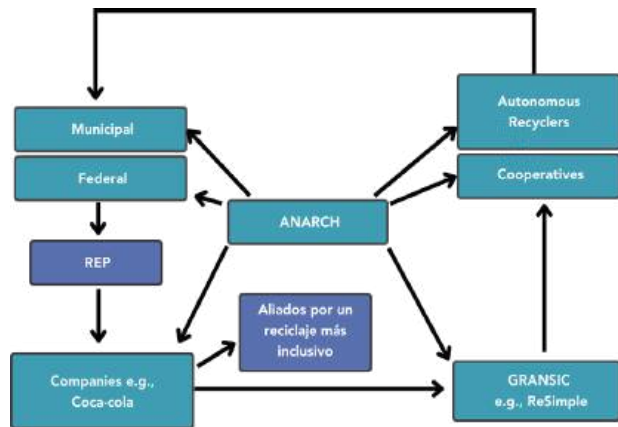 Municipal
Autonomous
Recyclers
Federal
Cooperatives
ANARCH
REP
Aliados por un
reciclaje más
inclusivo
Companies e.g.,
Coca-cola
GRANSIC
e.g., ReSimple